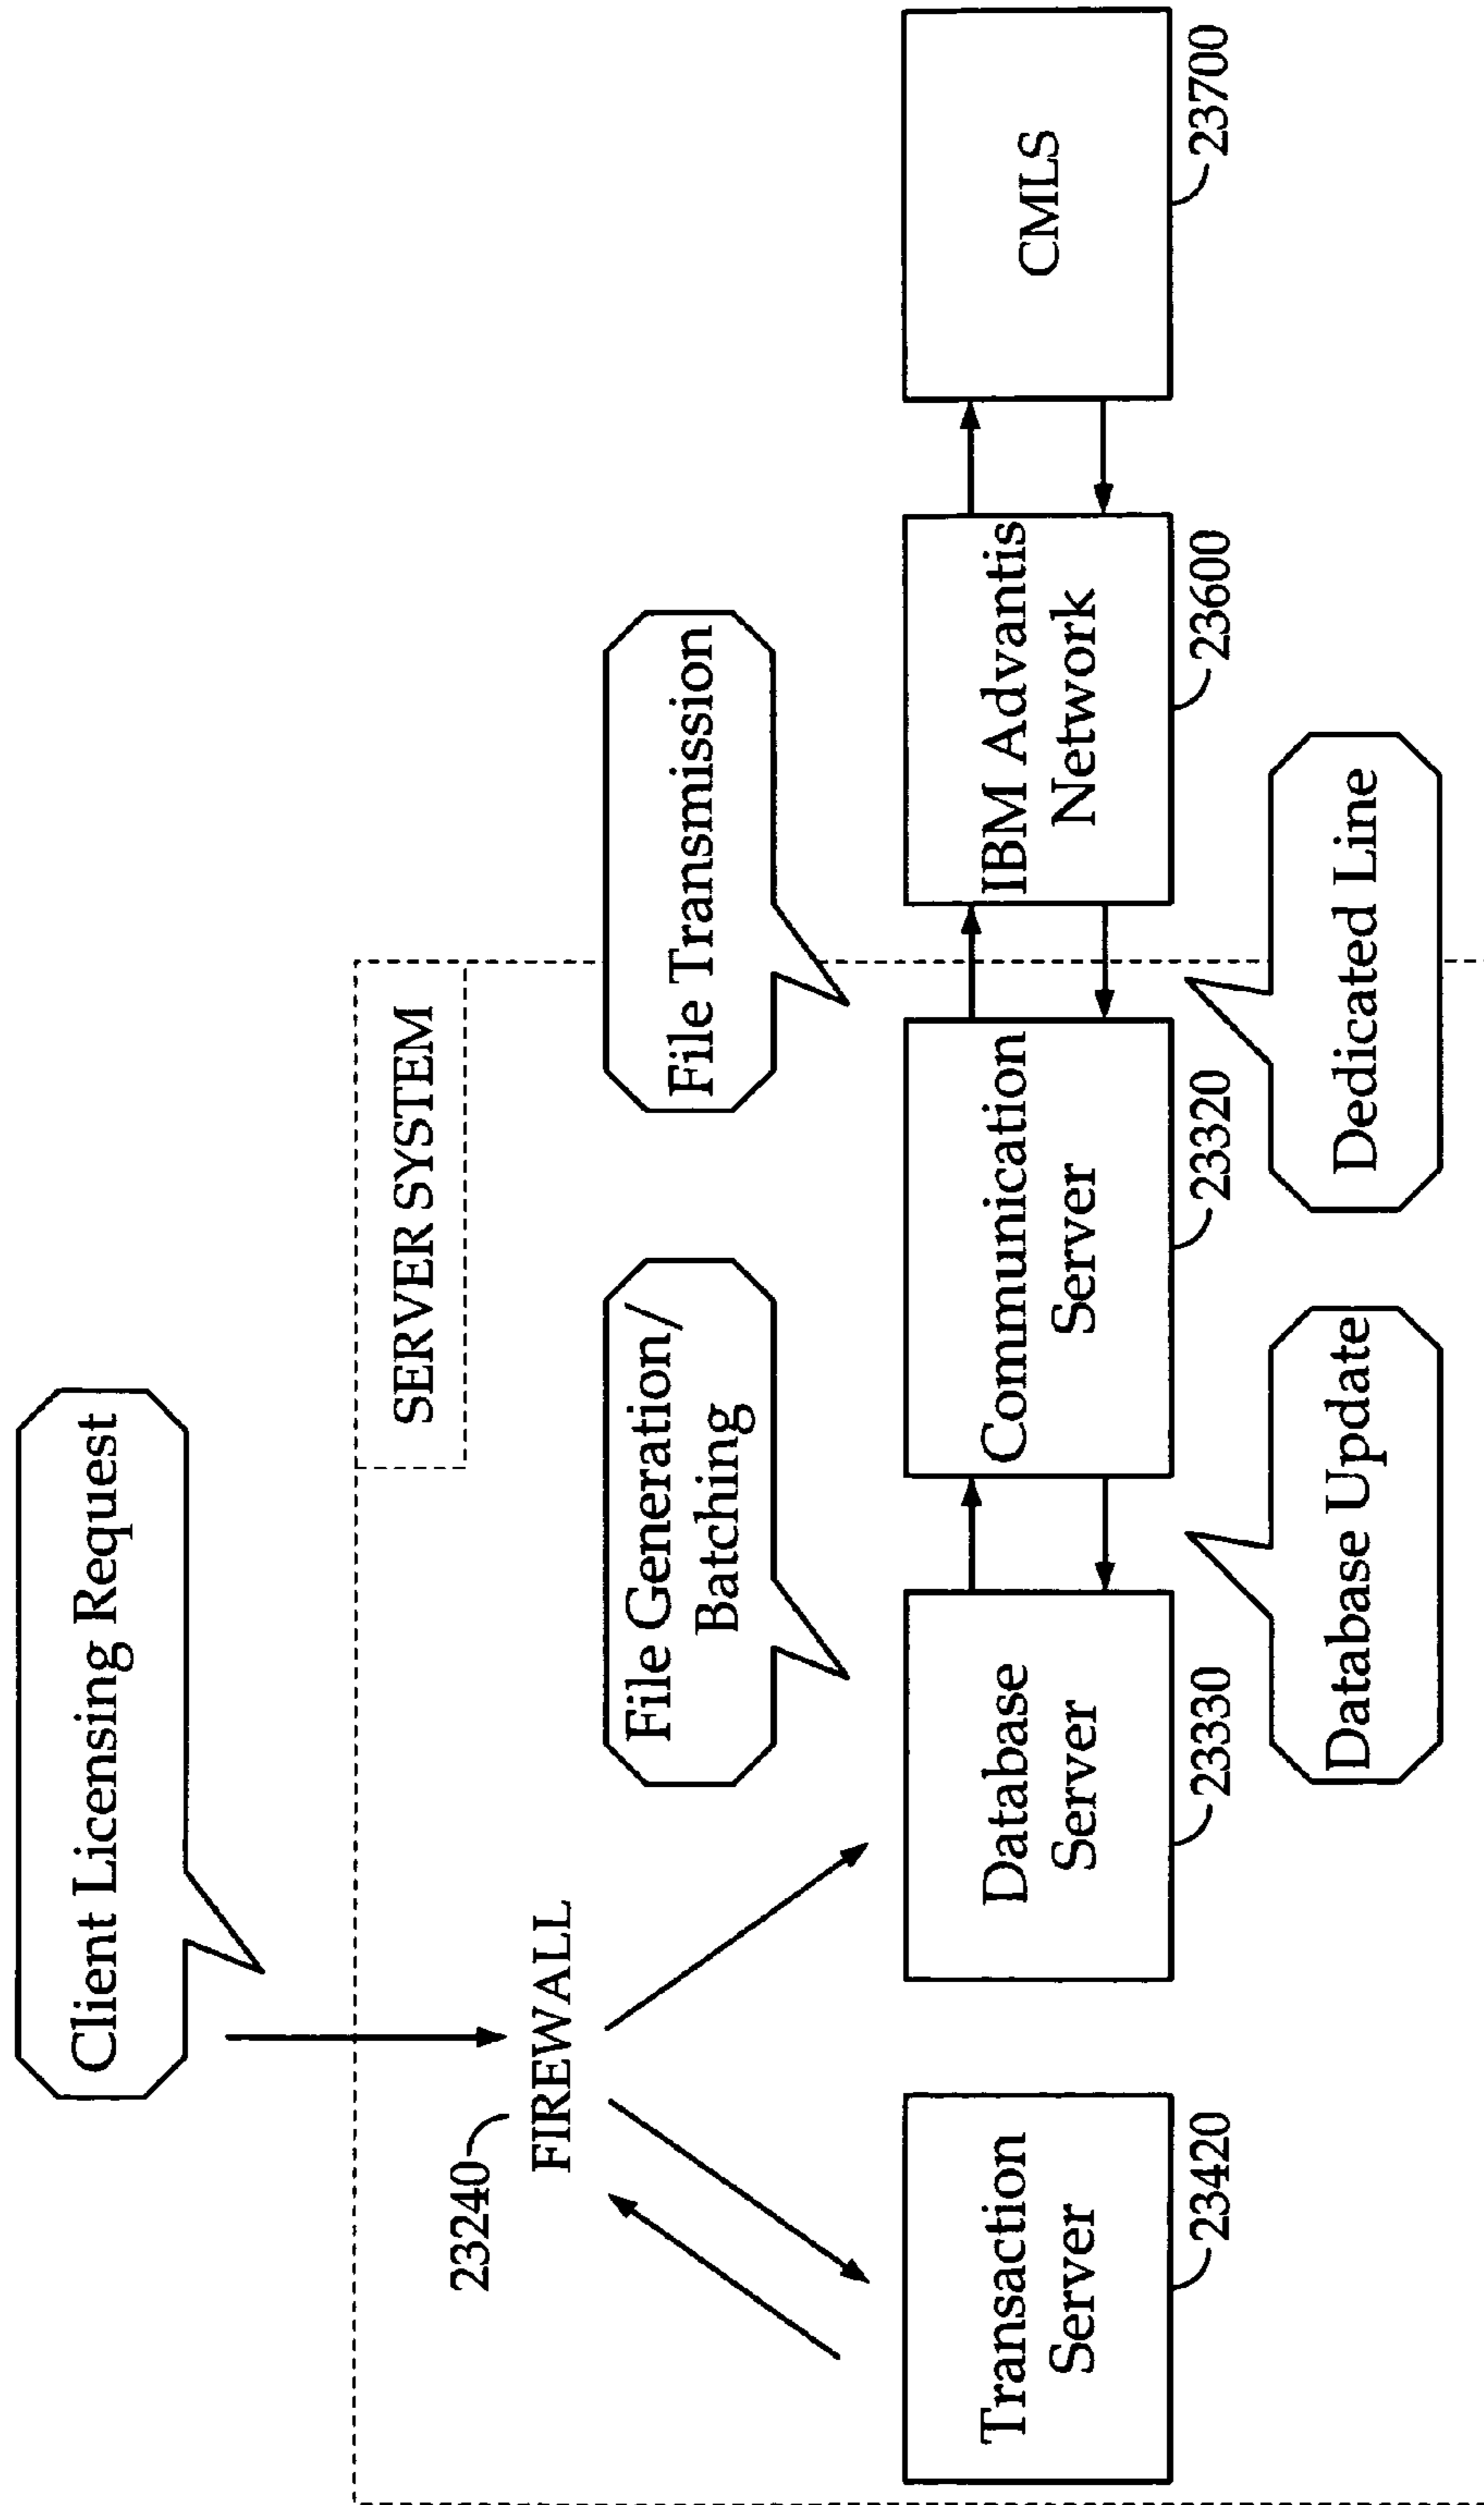 Client Licensing Request
SERVER SYSTEM
23240
FIREWALL
File Generation /
Batching
File Transmission
Transaction
Server
23420
Database
Server
23330
Communication
Server
23320
IBM Advantis
Network
23600
CMLS
23700
Database Update
Dedicated Line